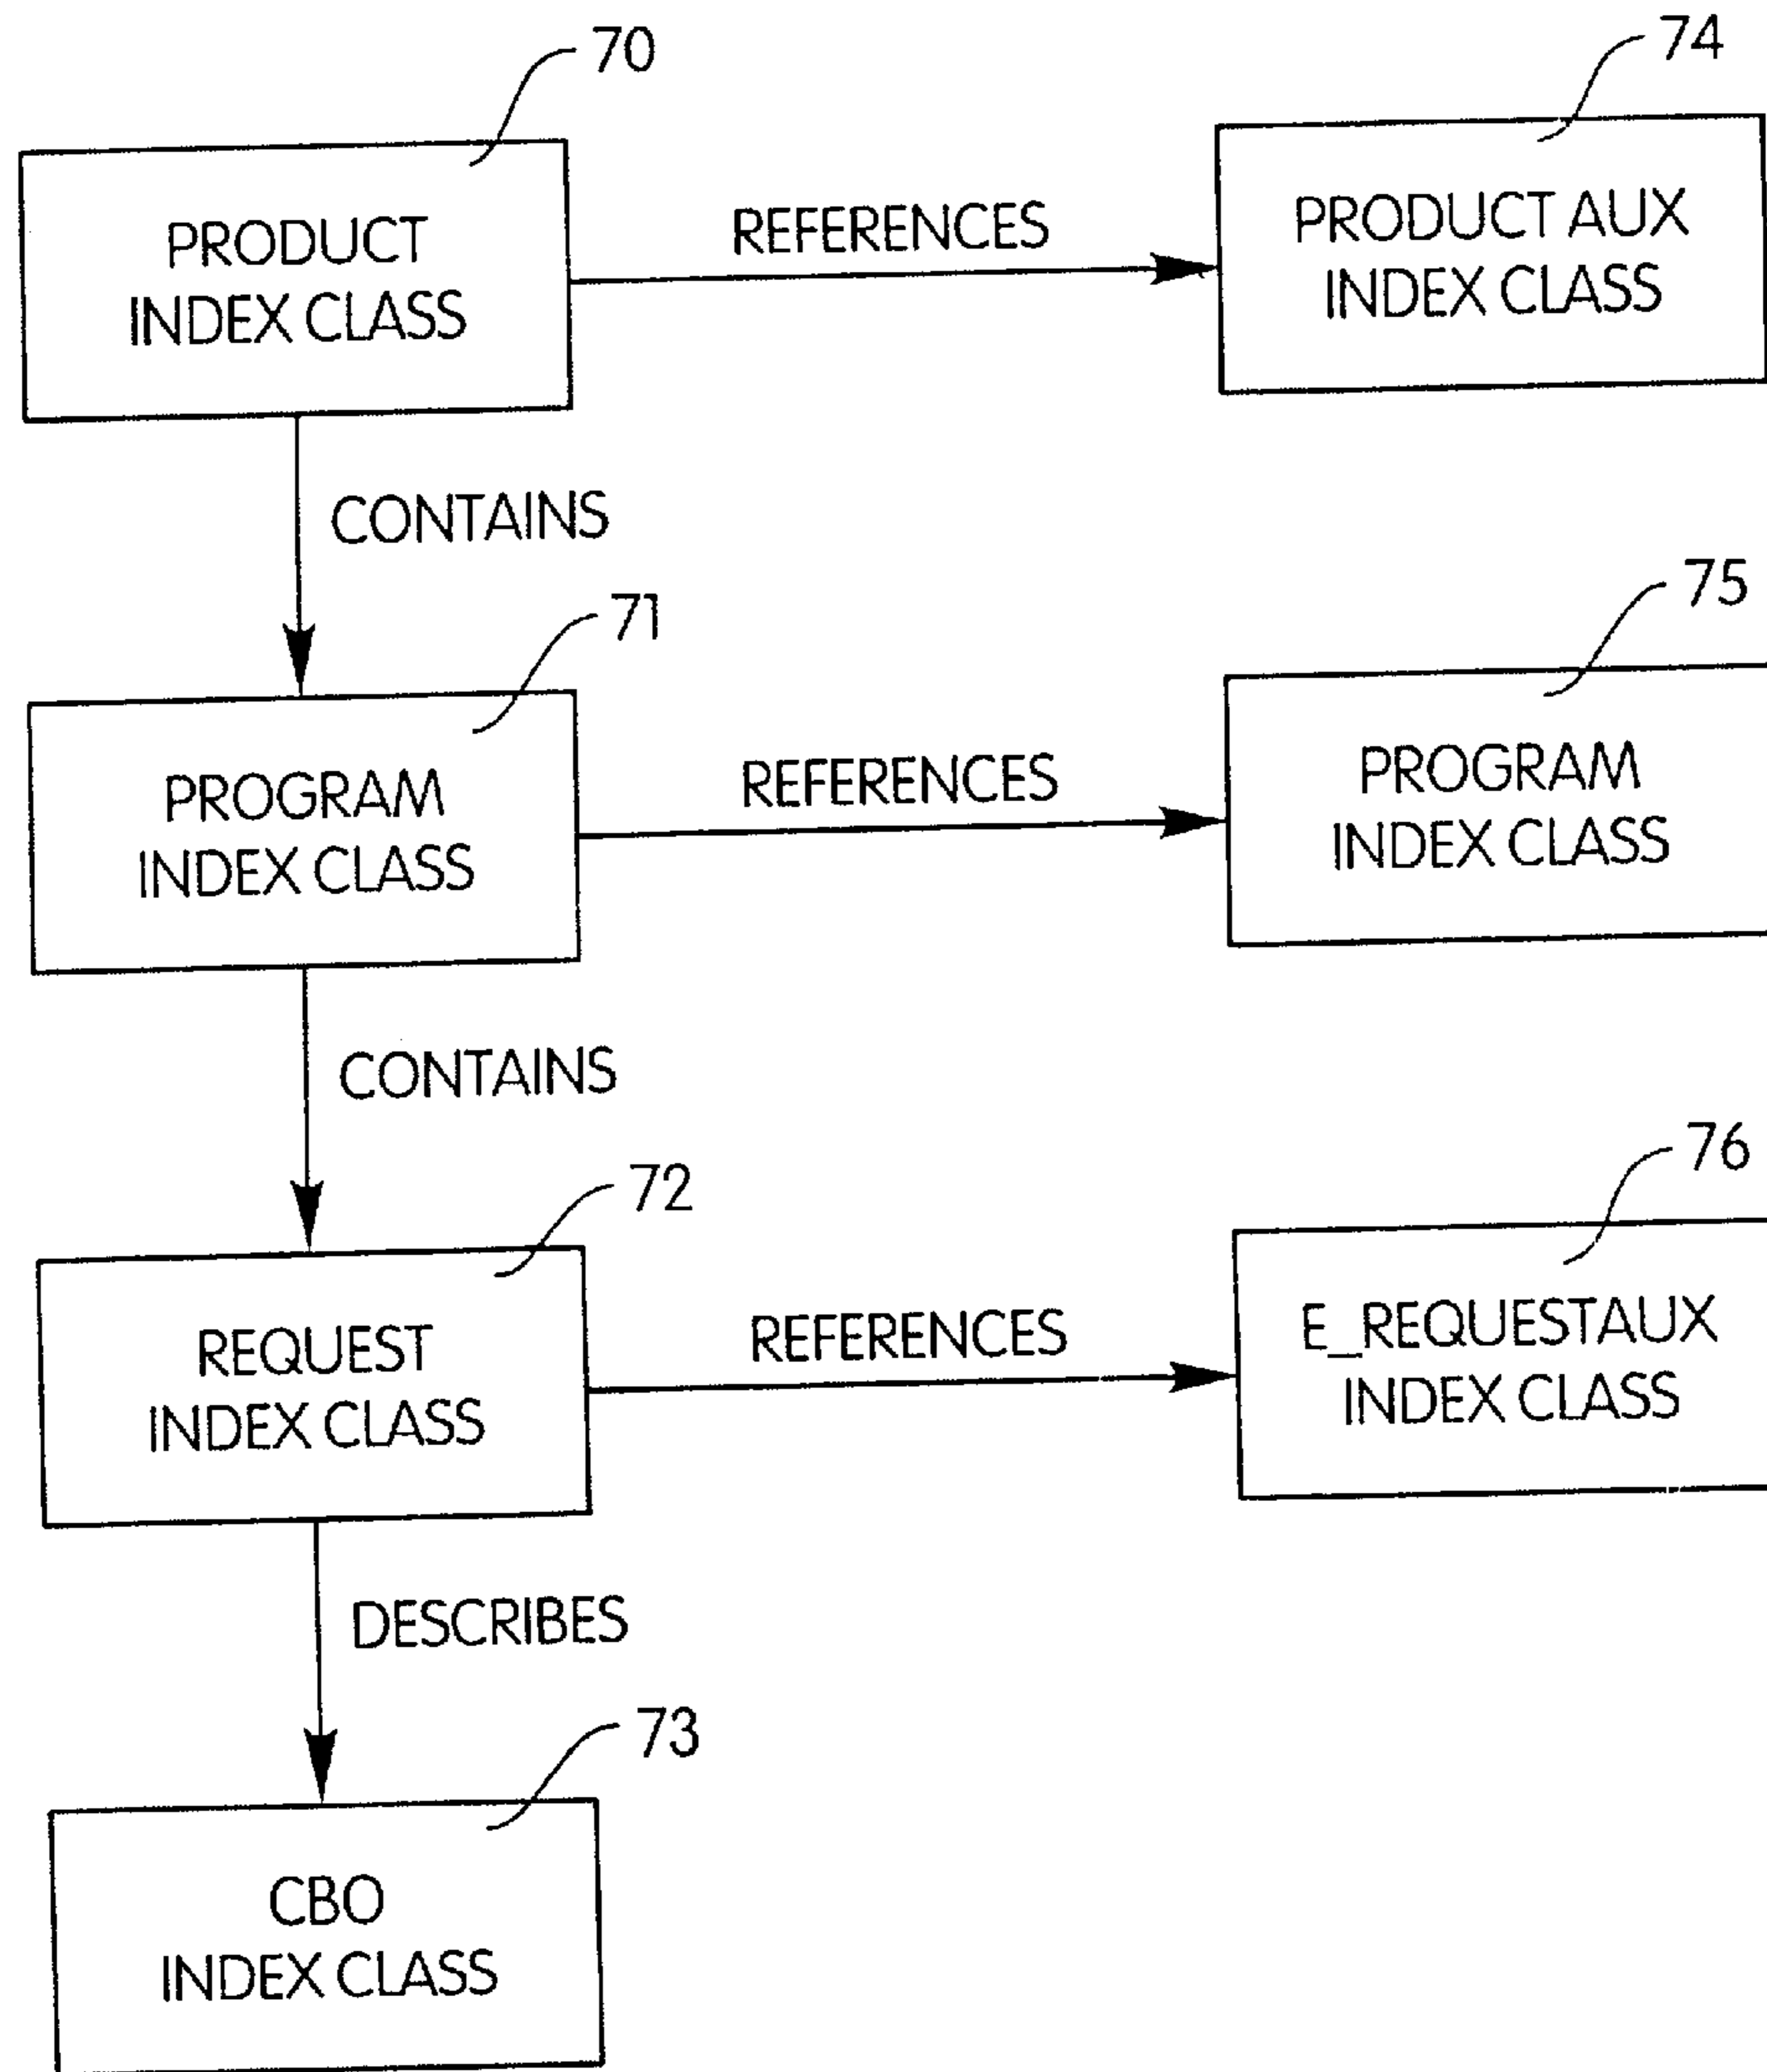 70
74
PRODUCT
INDEX CLASS
REFERENCES
PRODUCT AUX
INDEX CLASS
CONTAINS
71
75
PROGRAM
INDEX CLASS
REFERENCES
PROGRAM
INDEX CLASS
CONTAINS
72
76
REQUEST
INDEX CLASS
REFERENCES
E_REQUESTAUX
INDEX CLASS
DESCRIBES
73
CBO
INDEX CLASS